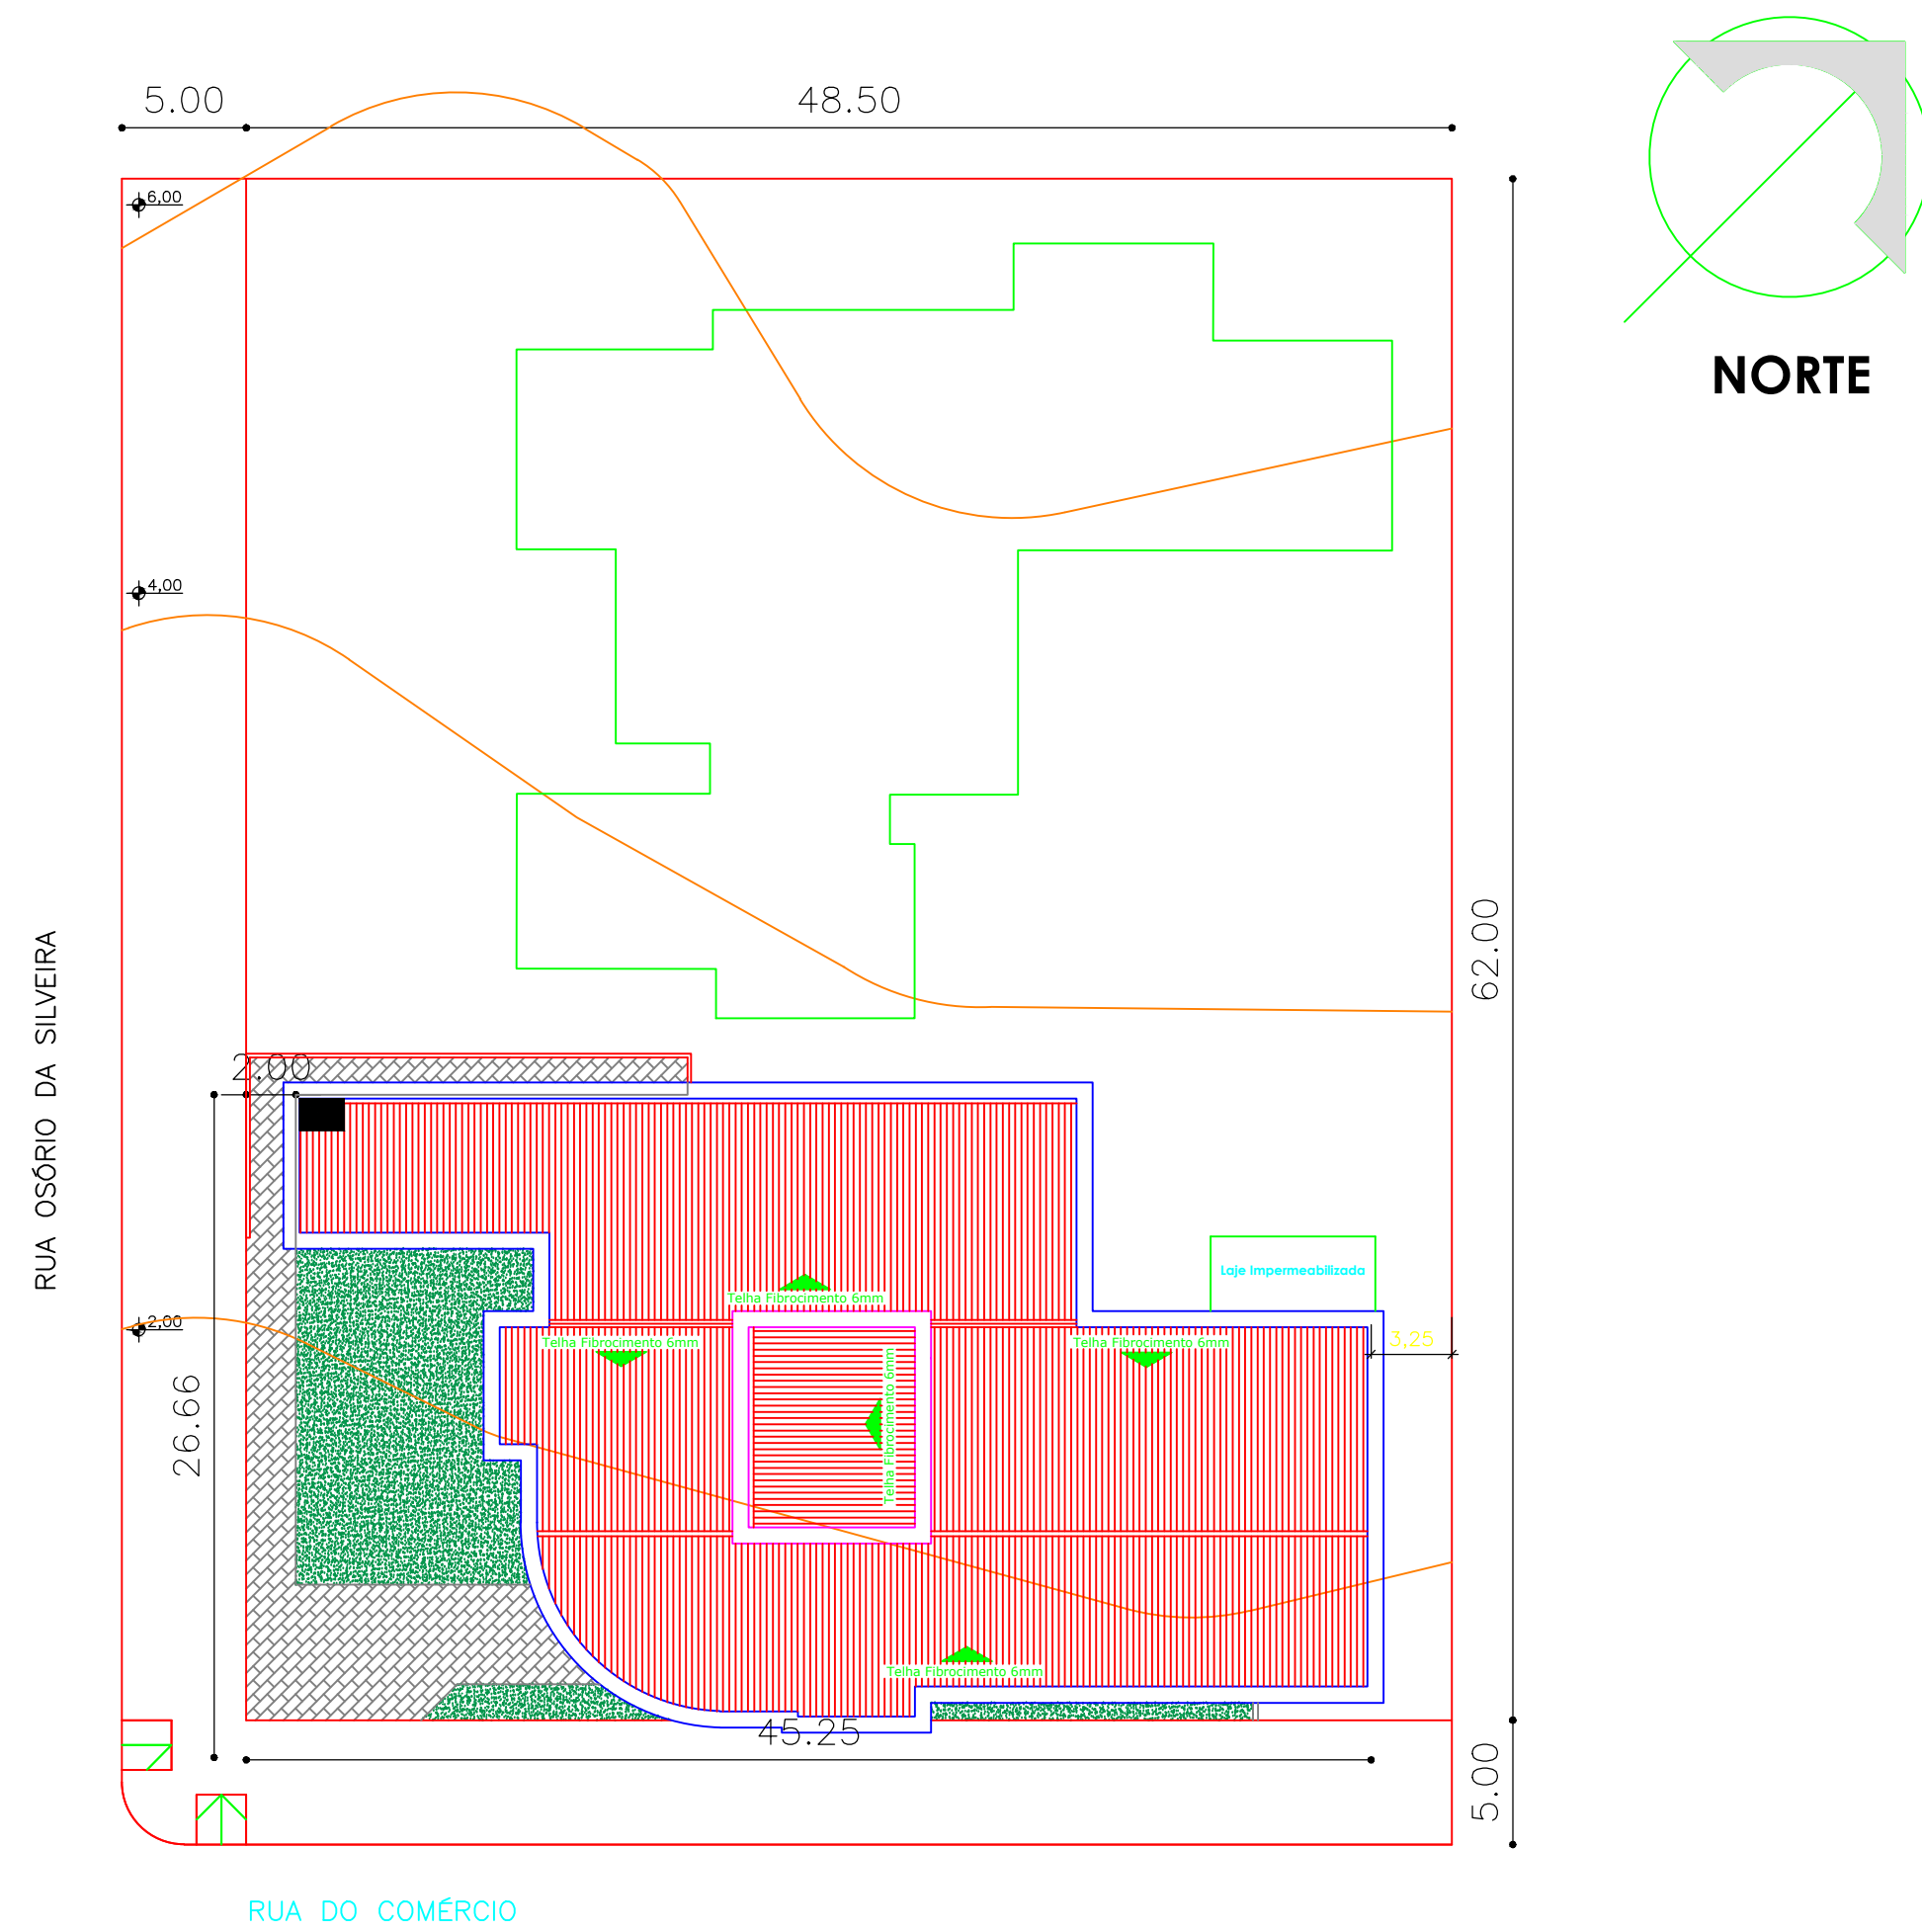 5.00
48.50
NORTE
6,00
4,00
62.00
RUA OSÓRIO DA SILVEIRA
2.00
Laje Impermeabilizada
Telha Fibrocimento 6mm
2,00
Telha Fibrocimento 6mm
Telha Fibrocimento 6mm
3,25
26.66
Telha Fibrocimento 6mm
Telha Fibrocimento 6mm
45.25
5.00
RUA DO COMÉRCIO